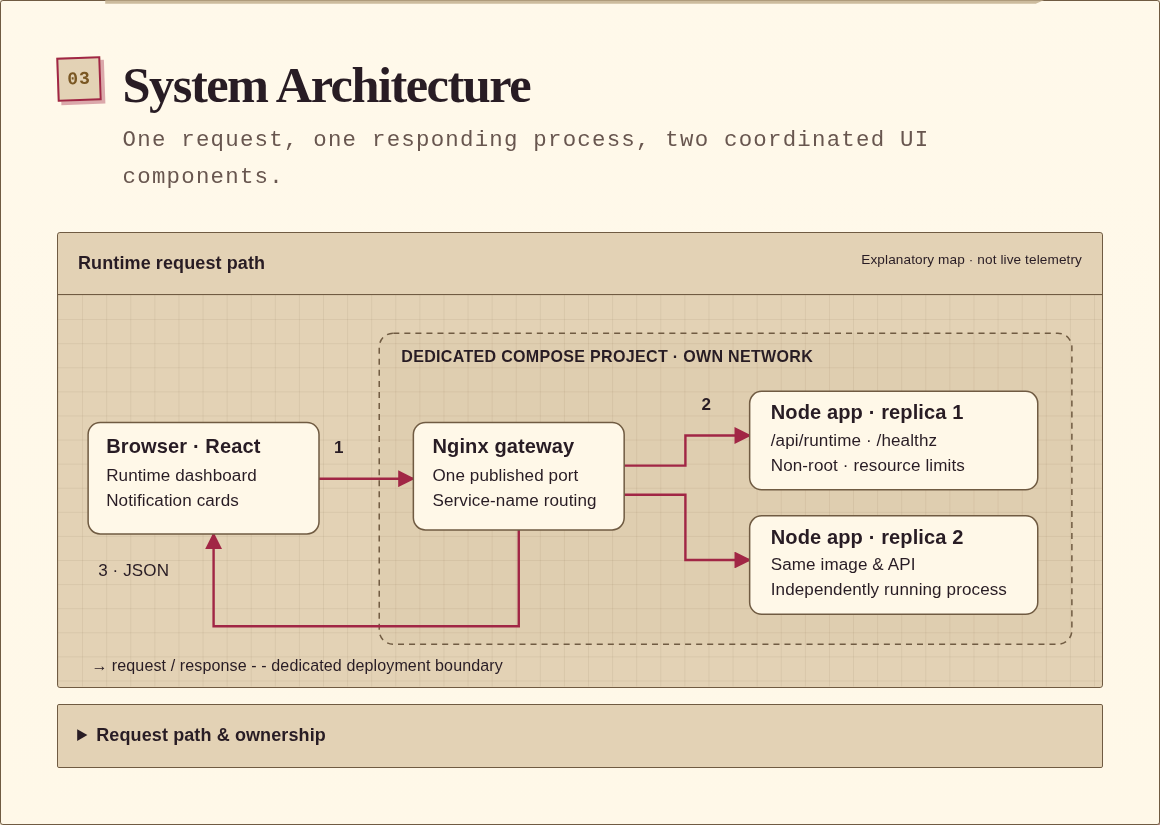 03
System Architecture
One request, one responding process, two coordinated UI
components.
Runtime request path
Explanatory map · not live telemetry
DEDICATED COMPOSE PROJECT · OWN NETWORK
Browser · React
Runtime dashboard
Notification cards
1
Nginx gateway
One published port
Service-name routing
2
Node app · replica 1
/api/runtime · /healthz
Non-root · resource limits
Node app · replica 2
Same image & API
Independently running process
3 · JSON
→ request / response - - dedicated deployment boundary
Request path & ownership